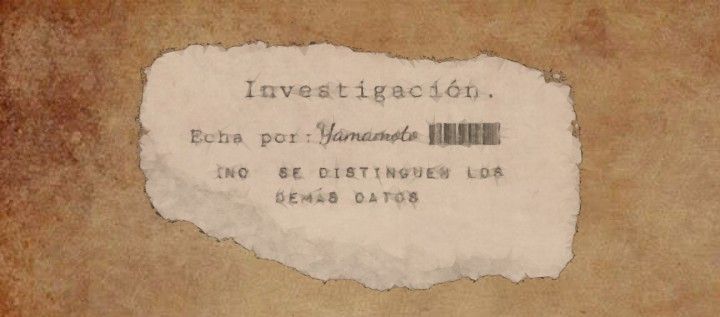 Investigación.
Echa por: Yamamoto
¡NO SE DISTINGUEN LOS
DEMÁS DATOS